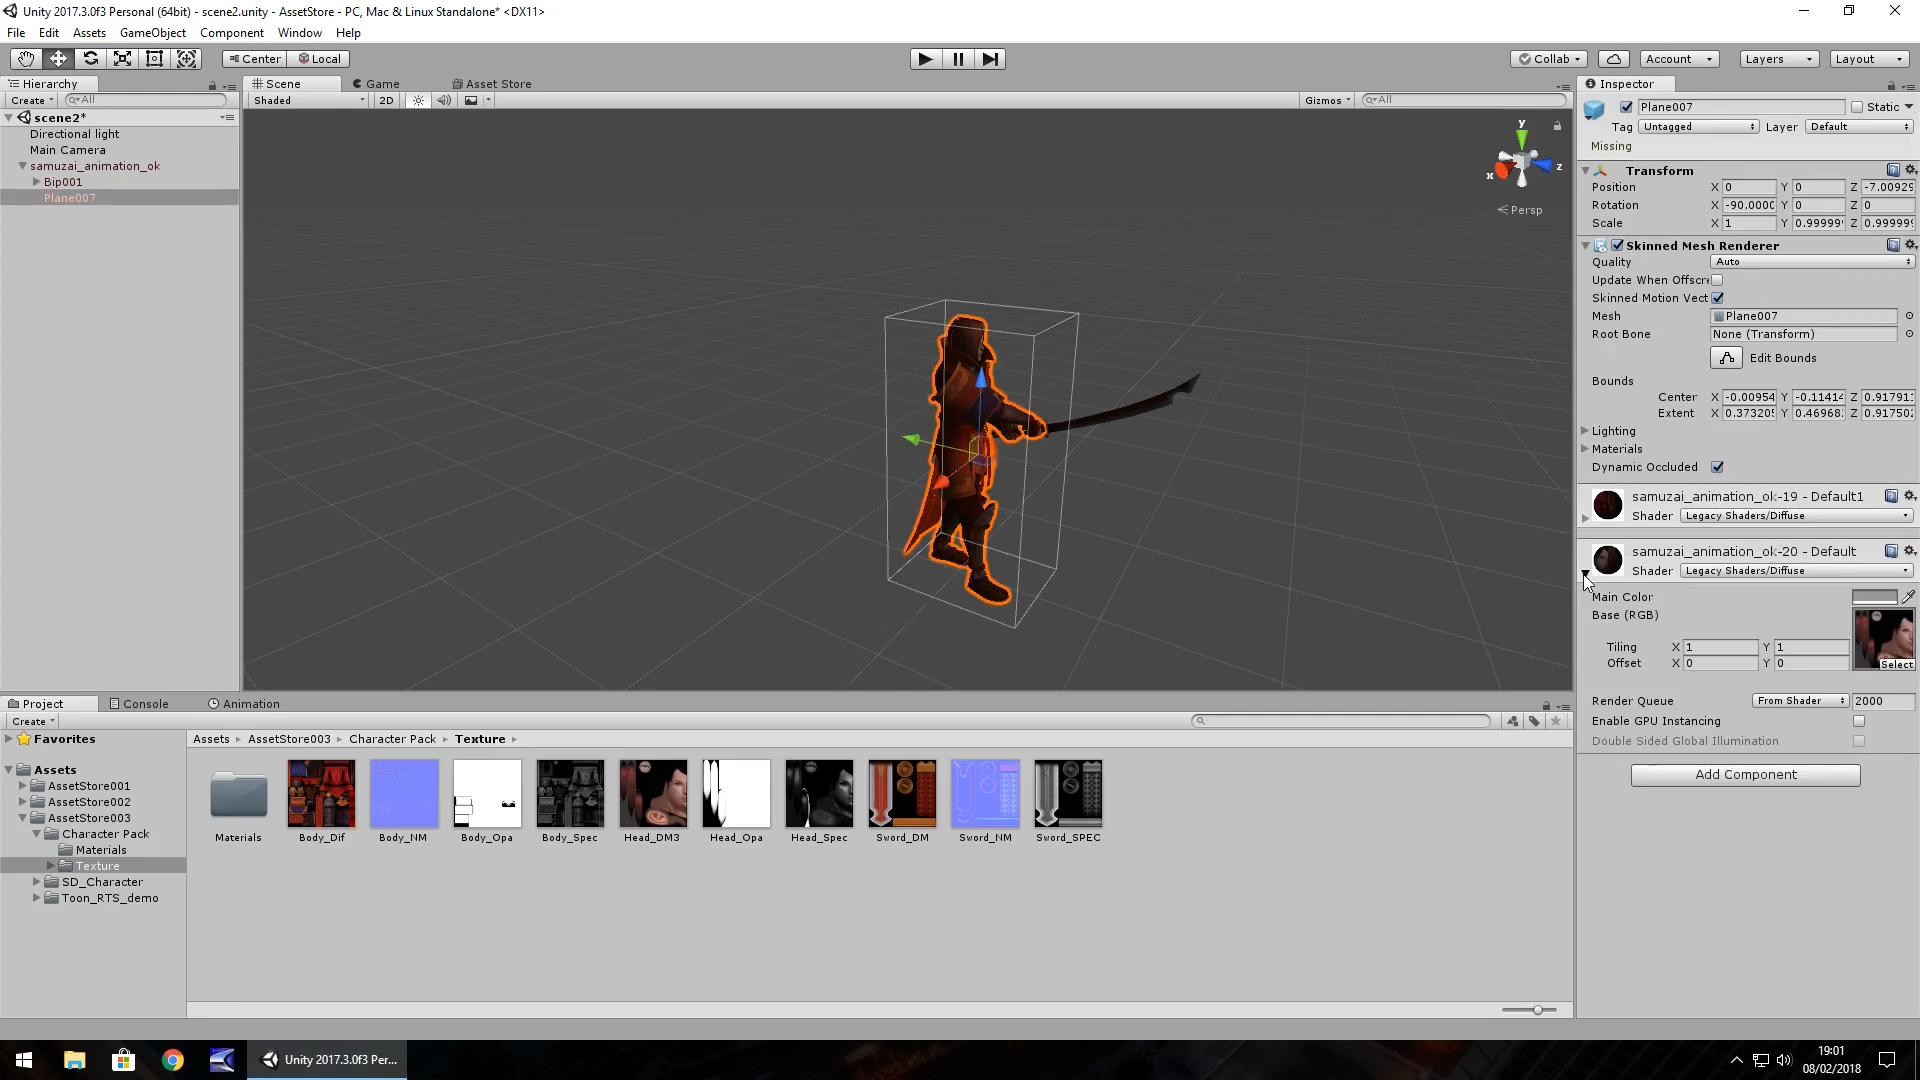 Unity 2017.3.0f3 Personal (64bit) - scene2.unity - AssetStore - PC, Mac & Linux Standalone* <DX11>
File Edit Assets GameObject Component Window Help
Center Local
Collab Account Layers Layout
Hierarchy
Create All
scene2*
Directional light
Main Camera
samuzai_animation_ok
Bip001
Plane007
Scene Game Asset Store
Shaded 2D Gizmos All
y
x z
Persp
Inspector
Plane007 Static
Tag Untagged Layer Default
Missing
Transform
Position X 0 Y 0 Z -7.00929
Rotation X -90.0000 Y 0 Z 0
Scale X 1 Y 0.99999 Z 0.999999
Skinned Mesh Renderer
Quality Auto
Update When Offscre
Skinned Motion Vect
Mesh Plane007
Root Bone None (Transform)
Edit Bounds
Bounds
Center X -0.00954 Y -0.11414 Z 0.917911
Extent X 0.373205 Y 0.46968 Z 0.917502
Lighting
Materials
Dynamic Occluded
samuzai_animation_ok-19 - Default1
Shader Legacy Shaders/Diffuse
samuzai_animation_ok-20 - Default
Shader Legacy Shaders/Diffuse
Main Color
Base (RGB)
Tiling X 1 Y 1
Offset X 0 Y 0
Select
Render Queue From Shader 2000
Enable GPU Instancing
Double Sided Global Illumination
Add Component
Project Console Animation
Create
Favorites
Assets
AssetStore001
AssetStore002
AssetStore003
Character Pack
Materials
Texture
SD_Character
Toon_RTS_demo
Assets AssetStore003 Character Pack Texture
Materials Body_Dif Body_NM Body_Opa Body_Spec Head_DM3 Head_Opa Head_Spec Sword_DM Sword_NM Sword_SPEC
Unity 2017.3.0f3 Per...
19:01
08/02/2018